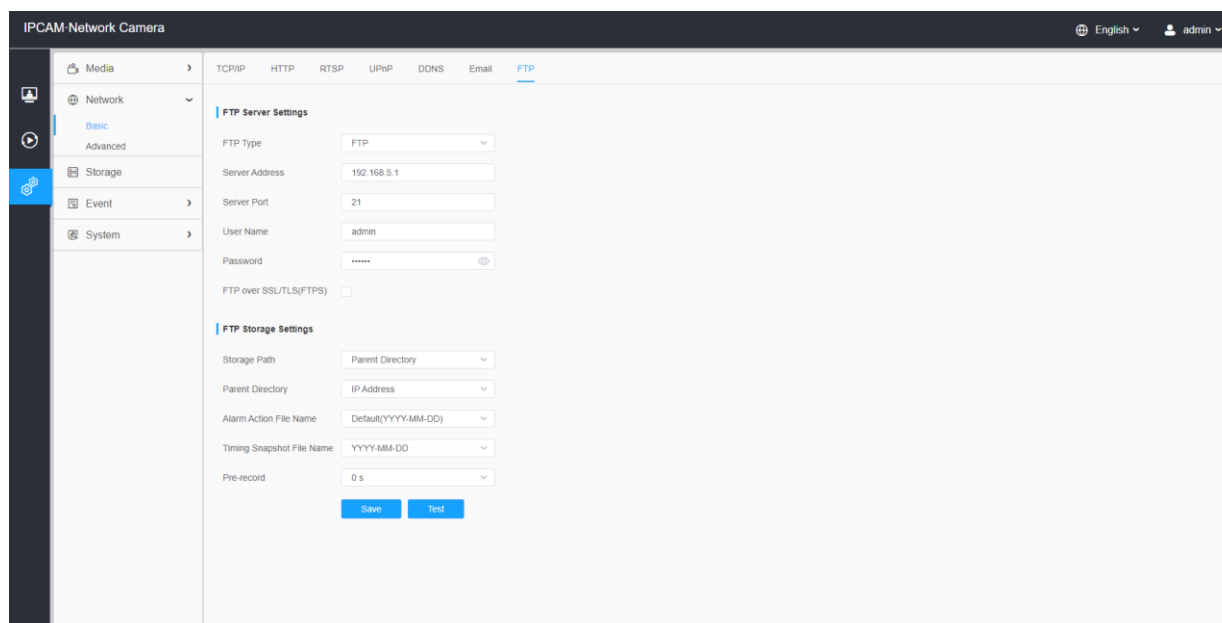 IPCAM-Network Camera
English
admin
Media
Network
Basic
Advanced
Storage
Event
System
TCP/IP HTTP RTSP UPnP DDNS Email FTP
FTP Server Settings
FTP Type FTP
Server Address 192.168.5.1
Server Port 21
User Name admin
Password ••••••
FTP over SSL/TLS(FTPS)
FTP Storage Settings
Storage Path Parent Directory
Parent Directory IP Address
Alarm Action File Name Default(YYYY-MM-DD)
Timing Snapshot File Name YYYY-MM-DD
Pre-record 0 s
Save Test